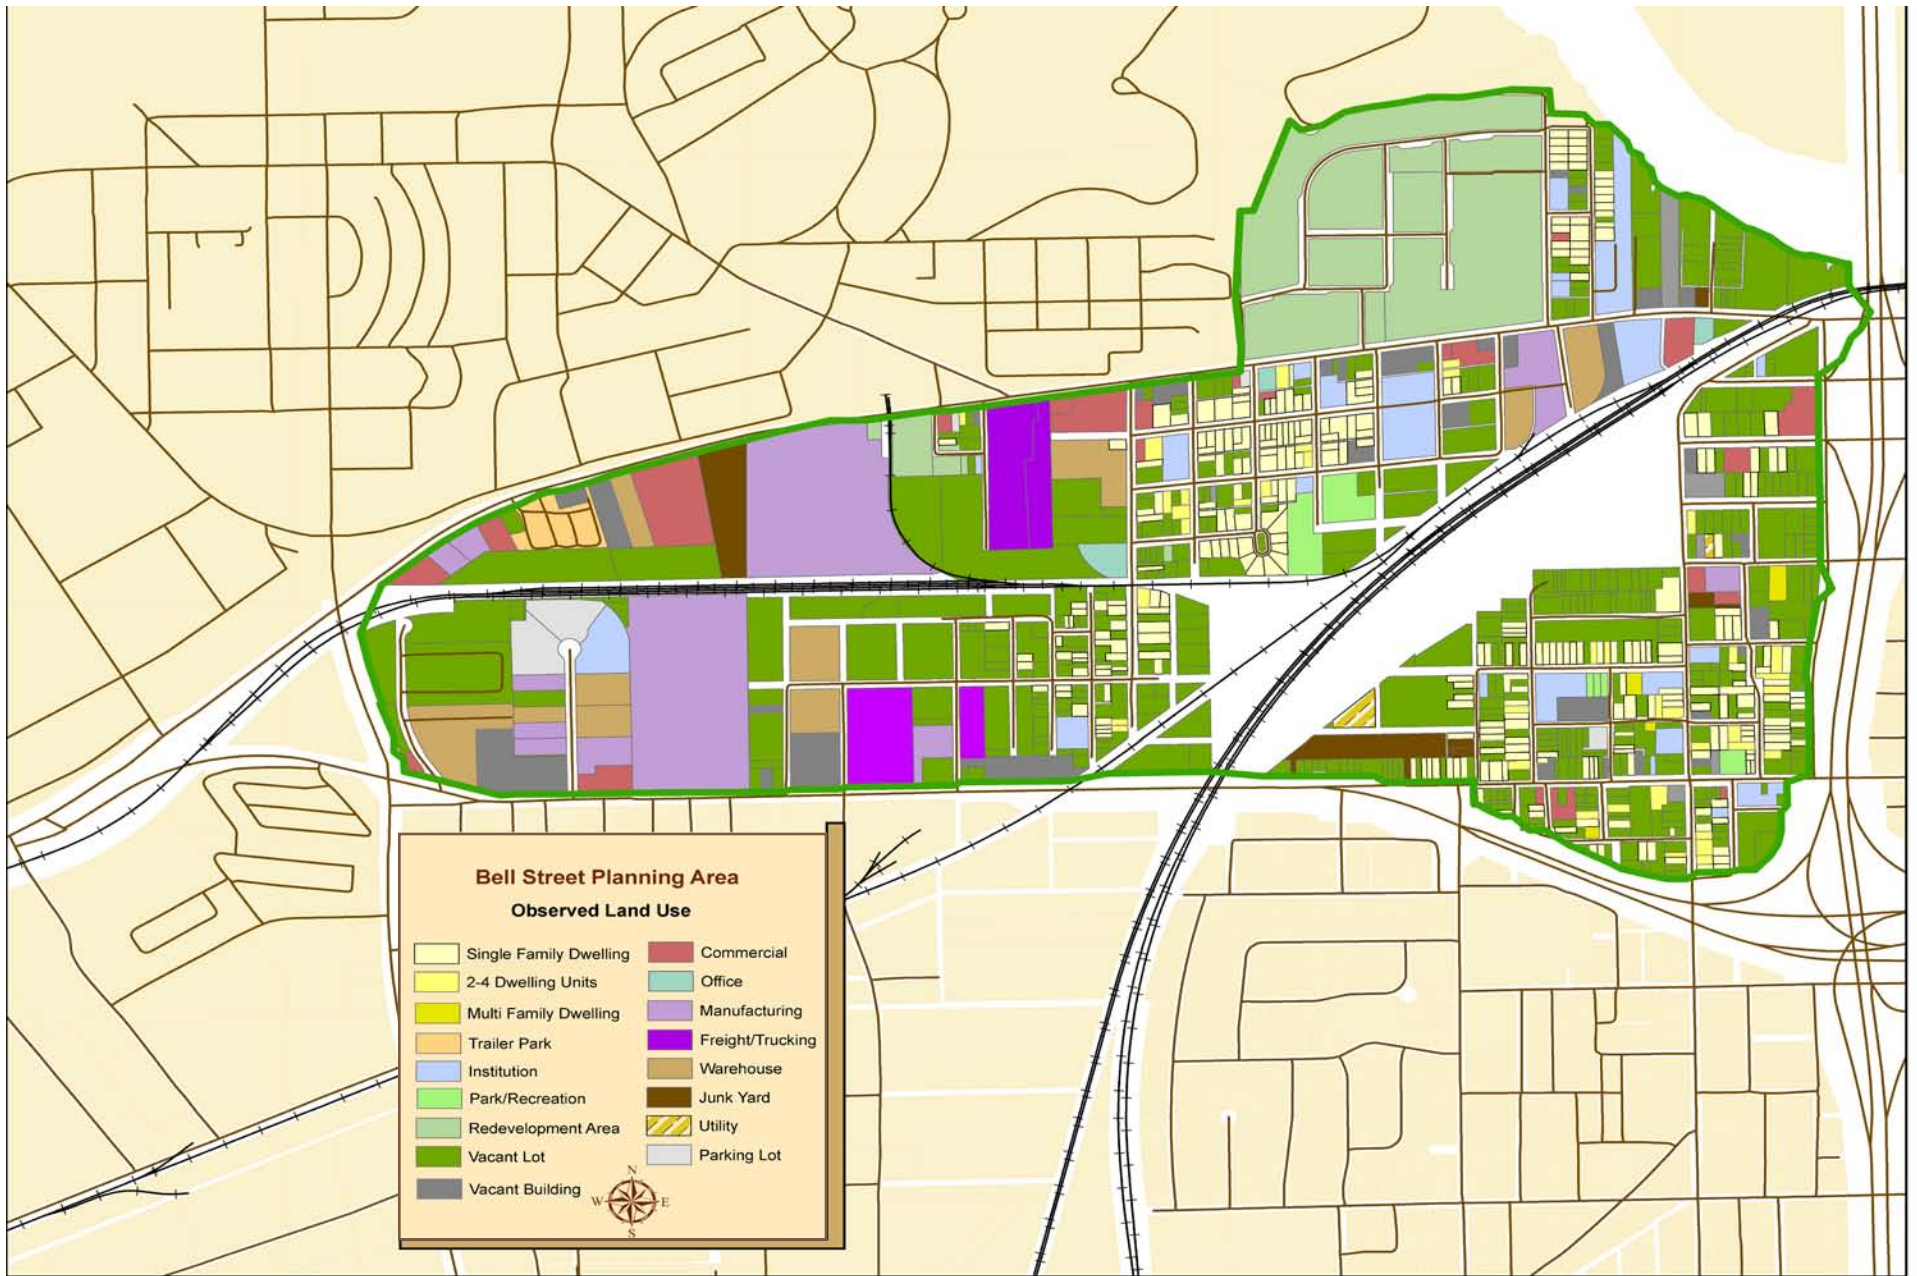 Bell Street Planning Area
Observed Land Use
Single Family Dwelling
2-4 Dwelling Units
Multi Family Dwelling
Trailer Park
Institution
Park/Recreation
Redevelopment Area
Vacant Lot
Vacant Building
Commercial
Office
Manufacturing
Freight/Trucking
Warehouse
Junk Yard
Utility
Parking Lot
N
W E
S